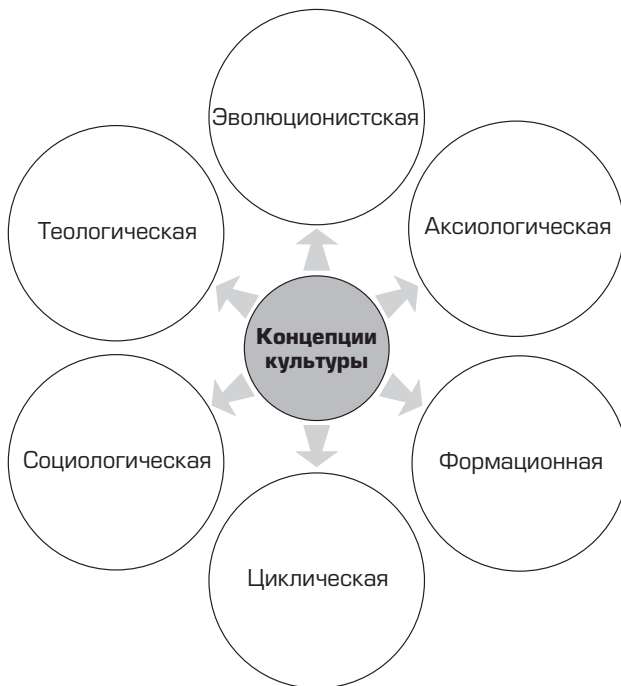 Эволюционистская
Теологическая
Аксиологическая
Концепции
культуры
Социологическая
Формационная
Циклическая